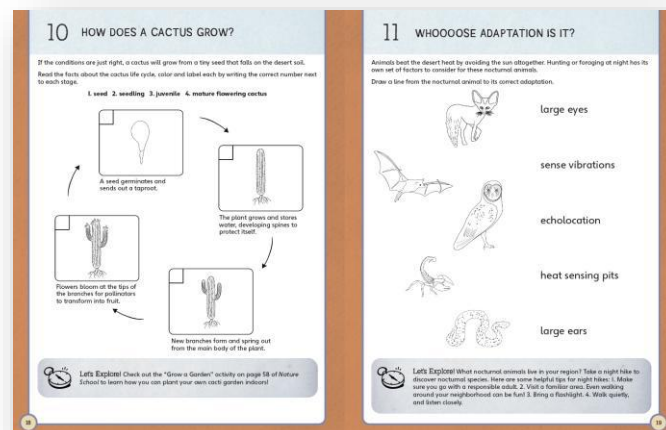 10 HOW DOES A CACTUS GROW?
If the conditions are just right, a cactus will grow from a tiny seed that falls on the desert soil.
Read the facts about the cactus life cycle, color and label each by writing the correct number next
to each stage.
1. seed 2. seedling 3. juvenile 4. mature flowering cactus
A seed germinates and
sends out a taproot.
The plant grows and stores
water, developing spines to
protect itself.
New branches form and spring out
from the main body of the plant.
Flowers bloom at the tips of
the branches for pollinators
to transform into fruit.
Let's Explore! Check out the "Grow a Garden" activity on page 58 of Nature
School to learn how you can plant your own cacti garden indoors!
18
11 WHOOOOSE ADAPTATION IS IT?
Animals beat the desert heat by avoiding the sun altogether. Hunting or foraging at night has its
own set of factors to consider for these nocturnal animals.
Draw a line from the nocturnal animal to its correct adaptation.
large eyes
sense vibrations
echolocation
heat sensing pits
large ears
Let's Explore! What nocturnal animals live in your region? Take a night hike to
discover nocturnal species. Here are some helpful tips for night hikes: 1. Make
sure you go with a responsible adult. 2. Visit a familiar area. Even walking
around your neighborhood can be fun! 3. Bring a flashlight. 4. Walk quietly,
and listen closely.
19